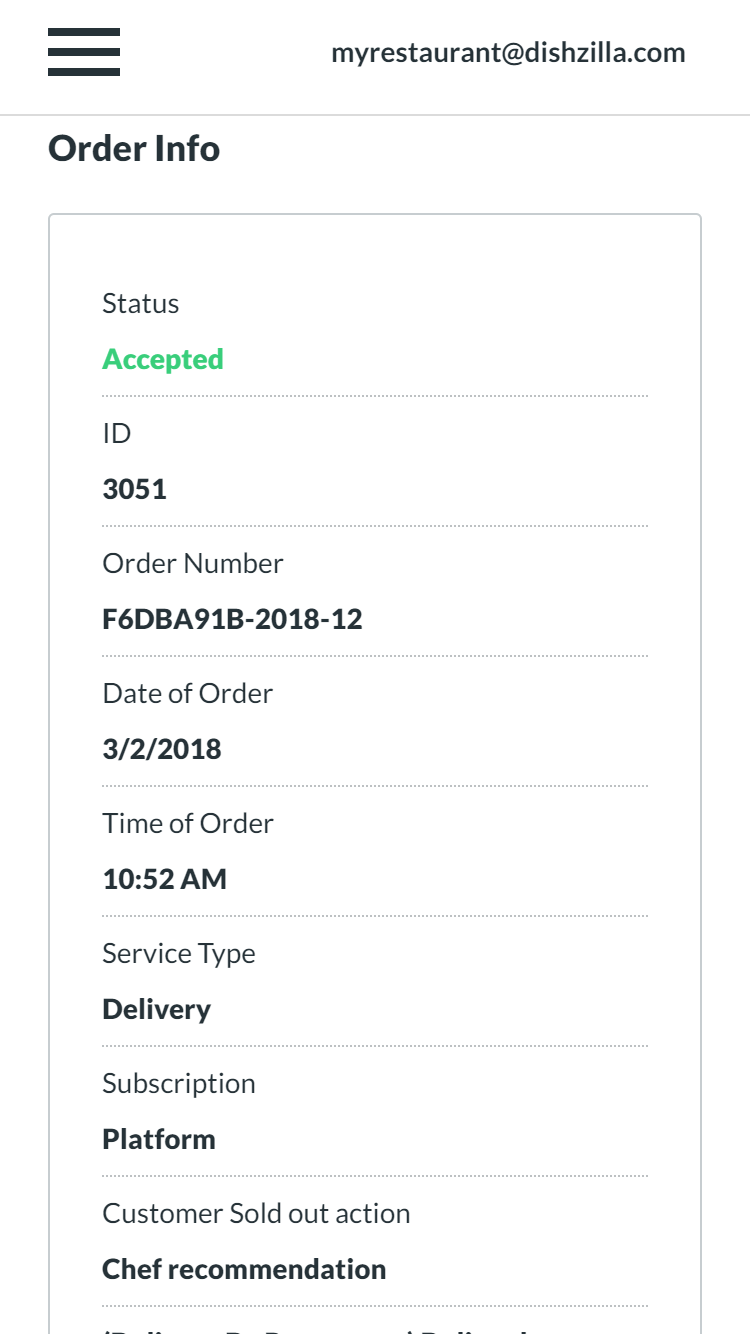 myrestaurant@dishzilla.com
Order Info
Status
Accepted
ID
3051
Order Number
F6DBA91B-2018-12
Date of Order
3/2/2018
Time of Order
10:52 AM
Service Type
Delivery
Subscription
Platform
Customer Sold out action
Chef recommendation